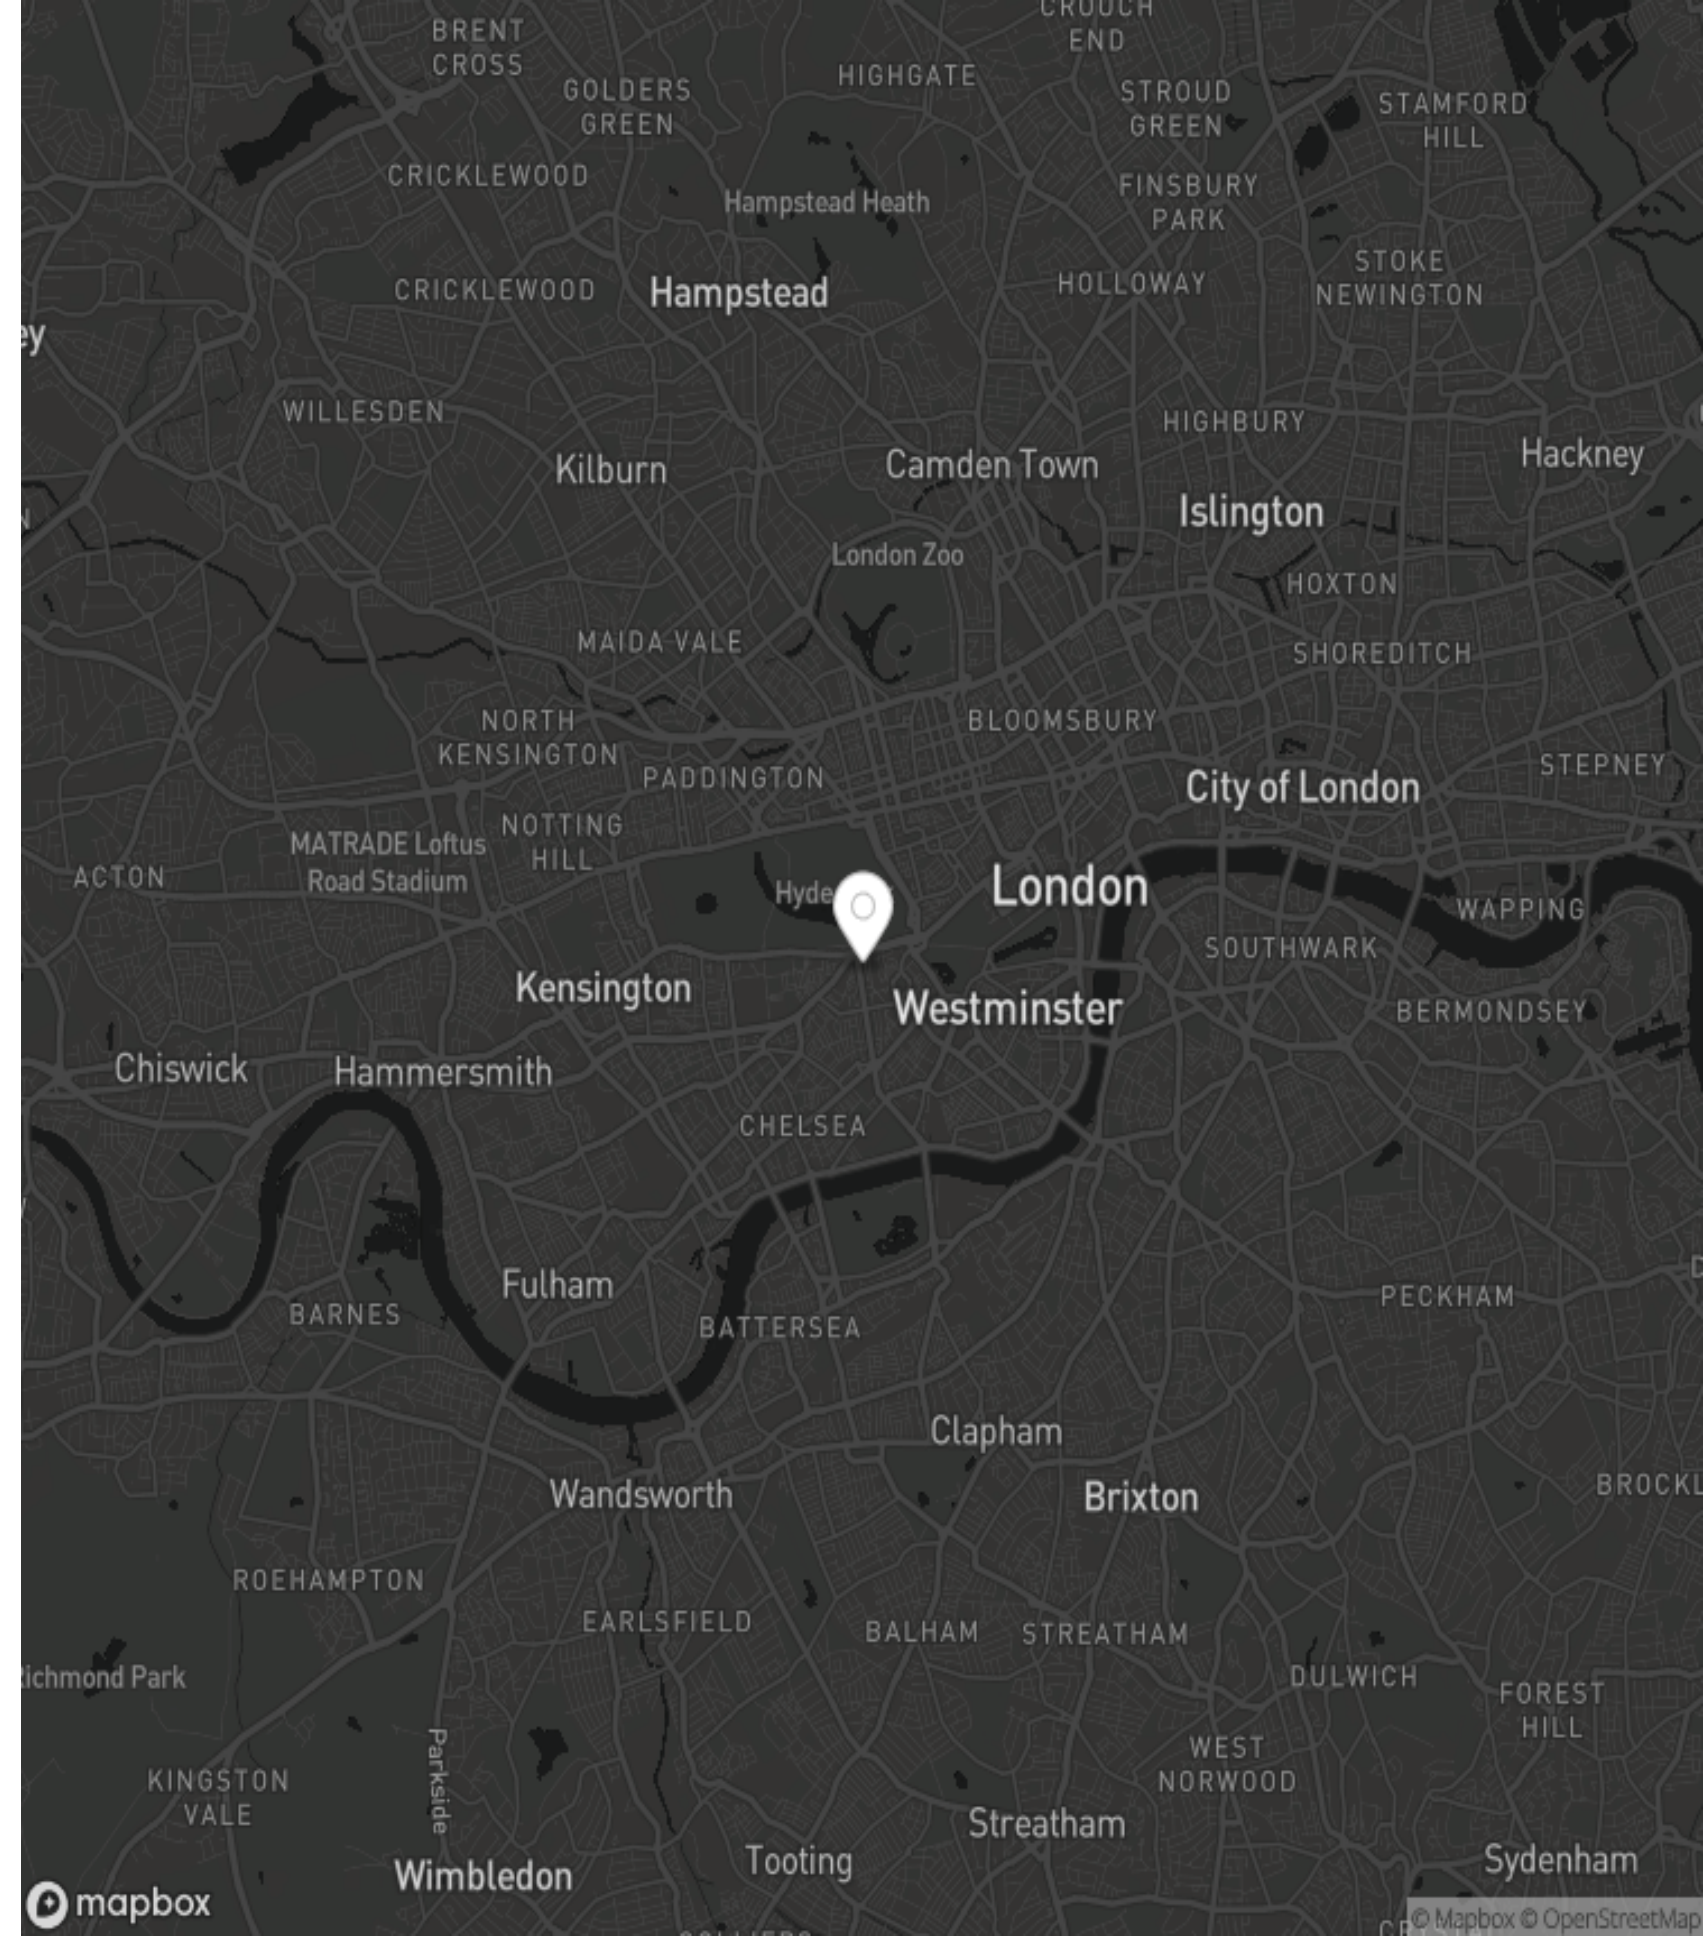 CROUCH
END
BRENT
CROSS
HIGHGATE
GOLDERS
GREEN
STROUD
GREEN
STAMFORD
HILL
CRICKLEWOOD
FINSBURY
PARK
Hampstead Heath
STOKE
NEWINGTON
HOLLOWAY
CRICKLEWOOD
Hampstead
ey
WILLESDEN
HIGHBURY
Kilburn
Camden Town
Hackney
Islington
N
London Zoo
HOXTON
MAIDA VALE
SHOREDITCH
NORTH
KENSINGTON
BLOOMSBURY
PADDINGTON
STEPNEY
City of London
NOTTING
HILL
MATRADE Loftus
Road Stadium
ACTON
Hyde
London
WAPPING
SOUTHWARK
Kensington
Westminster
BERMONDSEY
Chiswick
Hammersmith
CHELSEA
Fulham
BARNES
BATTERSEA
PECKHAM
Clapham
Wandsworth
Brixton
BROCKL
ROEHAMPTON
EARLSFIELD
BALHAM
STREATHAM
Richmond Park
DULWICH
FOREST
HILL
Parkside
WEST
NORWOOD
KINGSTON
VALE
Streatham
Tooting
Sydenham
Wimbledon
mapbox
© Mapbox © OpenStreetMap